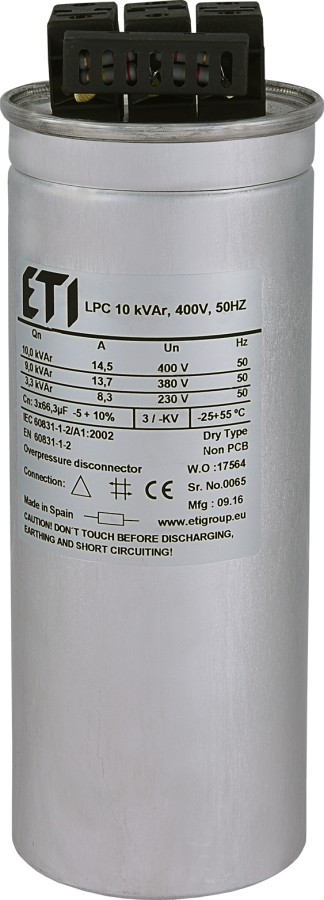 ETI LPC 10 kVAr, 400V, 50HZ
Qn A Un Hz
10,0 kVAr 14,5 400 V 50
9,0 kVAr 13,7 380 V 50
3,3 kVAr 8,3 230 V 50
Cn: 3x66,3µF -5 + 10% 3 / -KV -25+55 ºC
IEC 60831-1-2/A1:2002 Dry Type
EN 60831-1-2 Non PCB
Overpressure disconnector W.O :17564
Connection: CE Sr. No.0065
Mfg : 09.16
Made in Spain www.etigroup.eu
CAUTION! DON´T TOUCH BEFORE DISCHARGING,
EARTHING AND SHORT CIRCUITING!